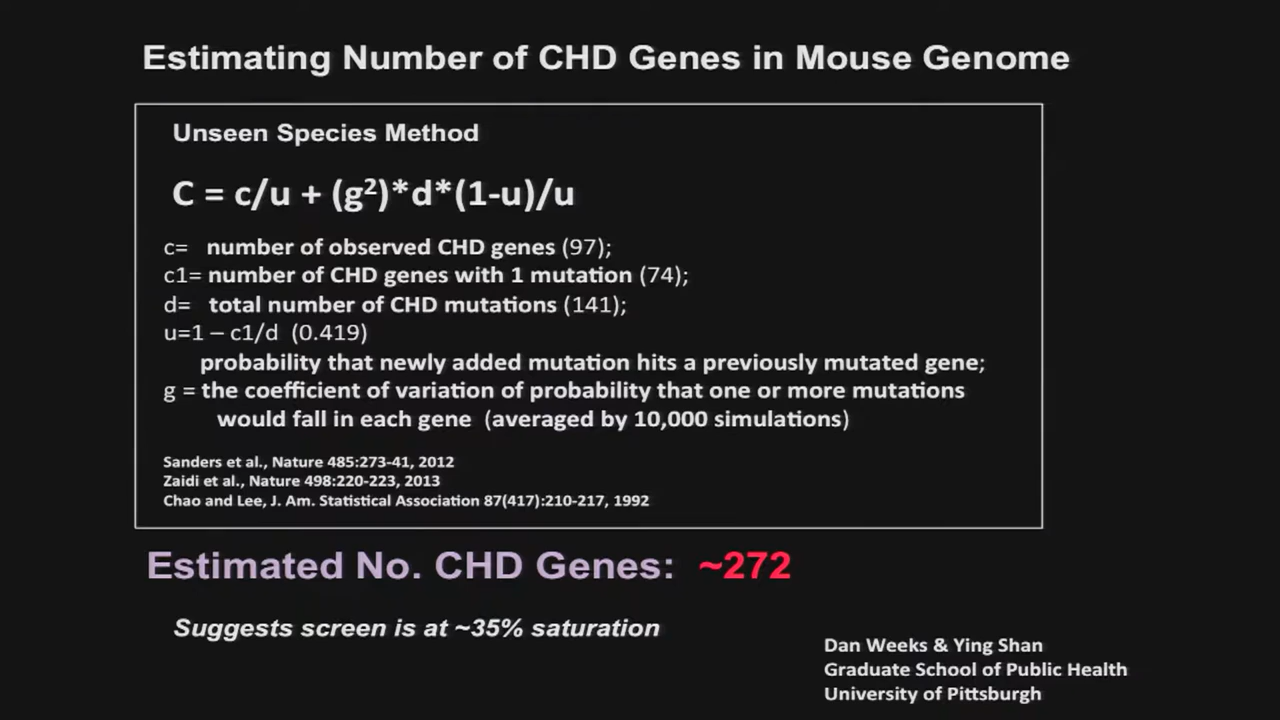 Estimating Number of CHD Genes in Mouse Genome
Unseen Species Method
C = c/u + (g²)*d*(1-u)/u
c= number of observed CHD genes (97);
c1= number of CHD genes with 1 mutation (74);
d= total number of CHD mutations (141);
u=1 – c1/d (0.419)
probability that newly added mutation hits a previously mutated gene;
g = the coefficient of variation of probability that one or more mutations
would fall in each gene (averaged by 10,000 simulations)
Sanders et al., Nature 485:273-41, 2012
Zaidi et al., Nature 498:220-223, 2013
Chao and Lee, J. Am. Statistical Association 87(417):210-217, 1992
Estimated No. CHD Genes: ~272
Suggests screen is at ~35% saturation
Dan Weeks & Ying Shan
Graduate School of Public Health
University of Pittsburgh